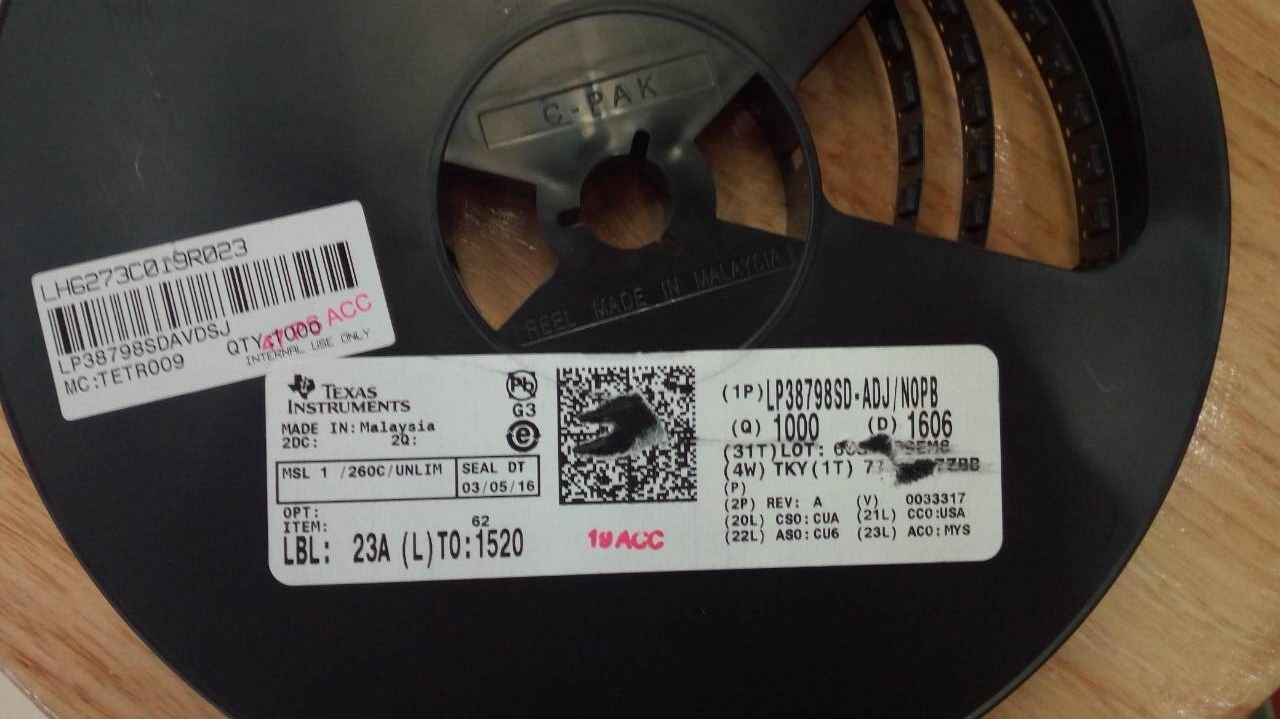 C-PAK
REEL MADE IN MALAYSIA
LH6273C019R023
LP38798SDAVDSJ QTY:1000
MC:TETR009 INTERNAL USE ONLY
ACC
TEXAS
INSTRUMENTS
MADE IN: Malaysia
2DC: 2Q:
Pb
G3
e
MSL 1 /260C/UNLIM
SEAL DT
03/05/16
OPT:
ITEM: 62
LBL: 23A (L)TO:1520
19 ACC
(1P)LP38798SD-ADJ/NOPB
(Q) 1000 (D) 1606
(31T)LOT:
(4W) TKY(1T)
(P)
(2P) REV: A (V) 0033317
(20L) CSO:CUA (21L) CCO:USA
(22L) ASO:CU6 (23L) ACO:MYS